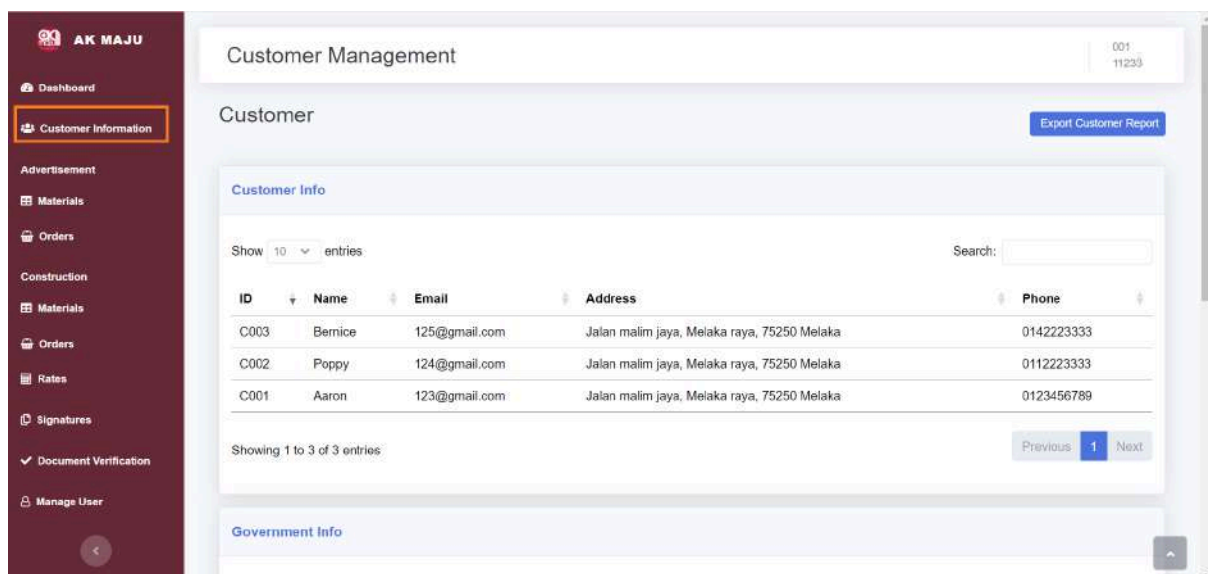 AK MAJU
Dashboard
Customer Information
Advertisement
Materials
Orders
Construction
Materials
Orders
Rates
Signatures
Document Verification
Manage User
Customer Management
001
11233
Customer
Export Customer Report
Customer Info
Show 10 entries
Search:
ID Name Email Address Phone
C003 Bernice 125@gmail.com Jalan malim jaya, Melaka raya, 75250 Melaka 0142223333
C002 Poppy 124@gmail.com Jalan malim jaya, Melaka raya, 75250 Melaka 0112223333
C001 Aaron 123@gmail.com Jalan malim jaya, Melaka raya, 75250 Melaka 0123456789
Showing 1 to 3 of 3 entries
Previous 1 Next
Government Info